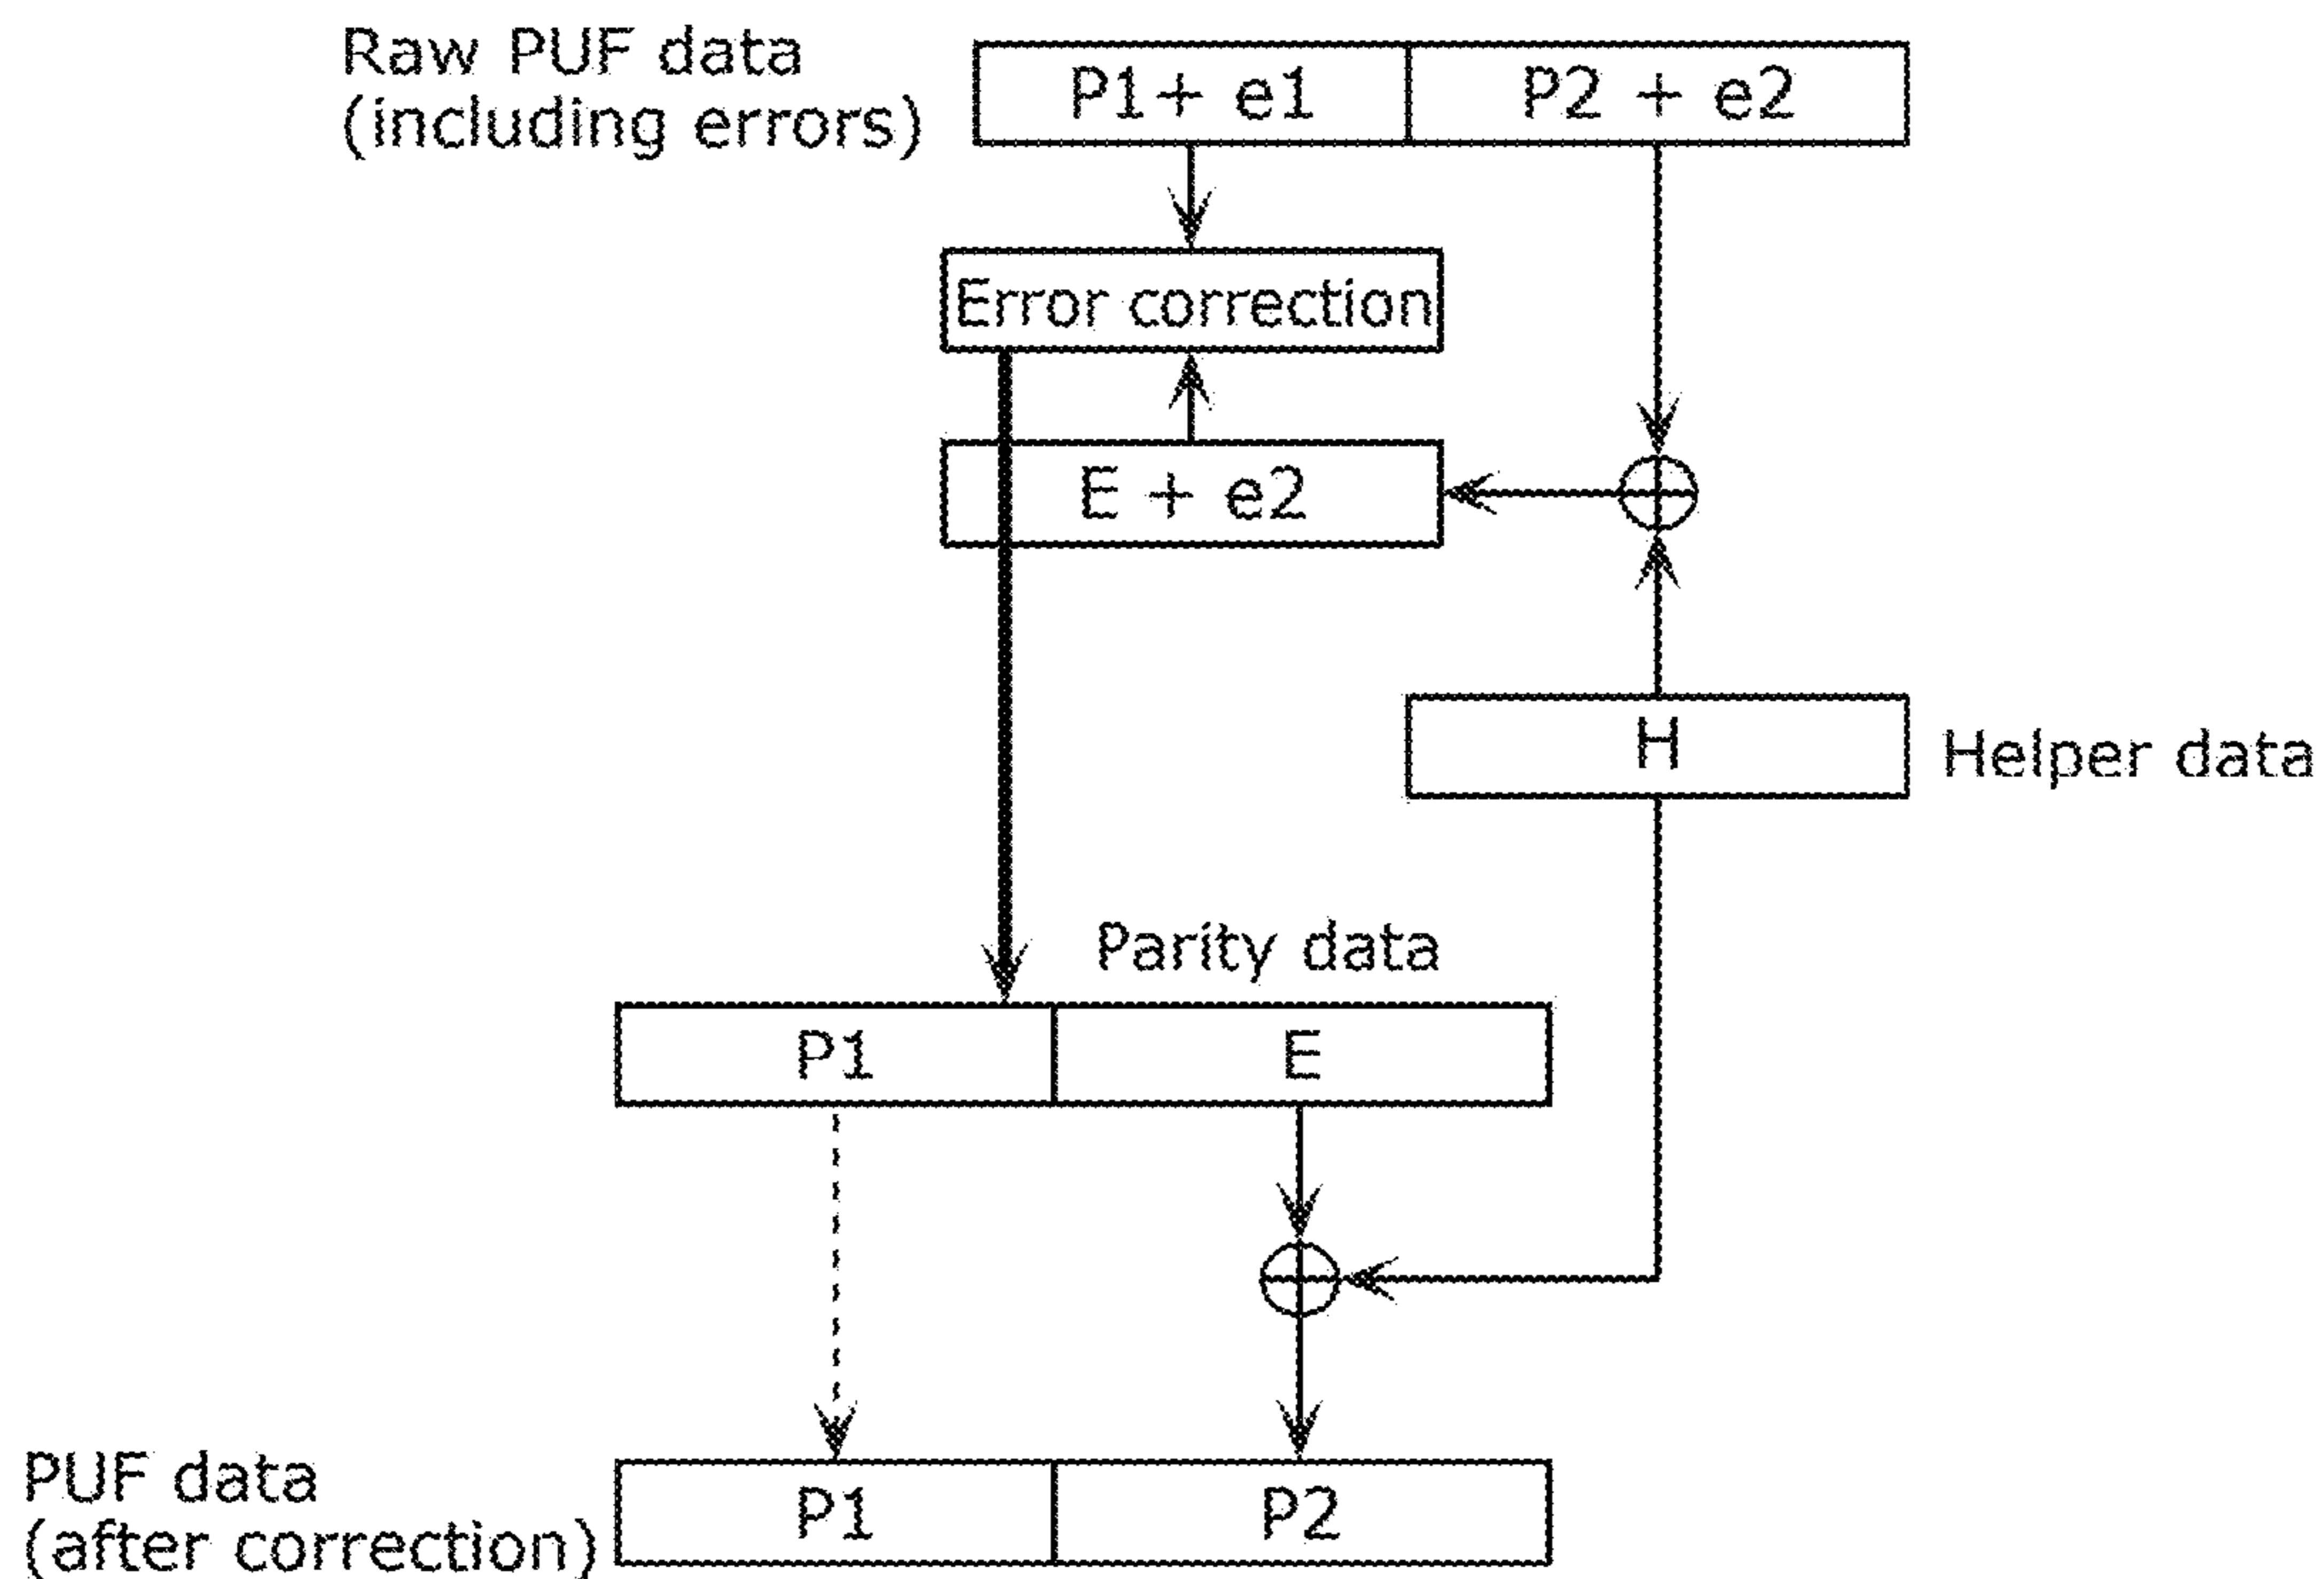 Raw PUF data
(including errors)
P1+ e1
P2 + e2
Error correction
E + e2
H
Helper data
Parity data
P1
E
PUF data
(after correction)
P1
P2